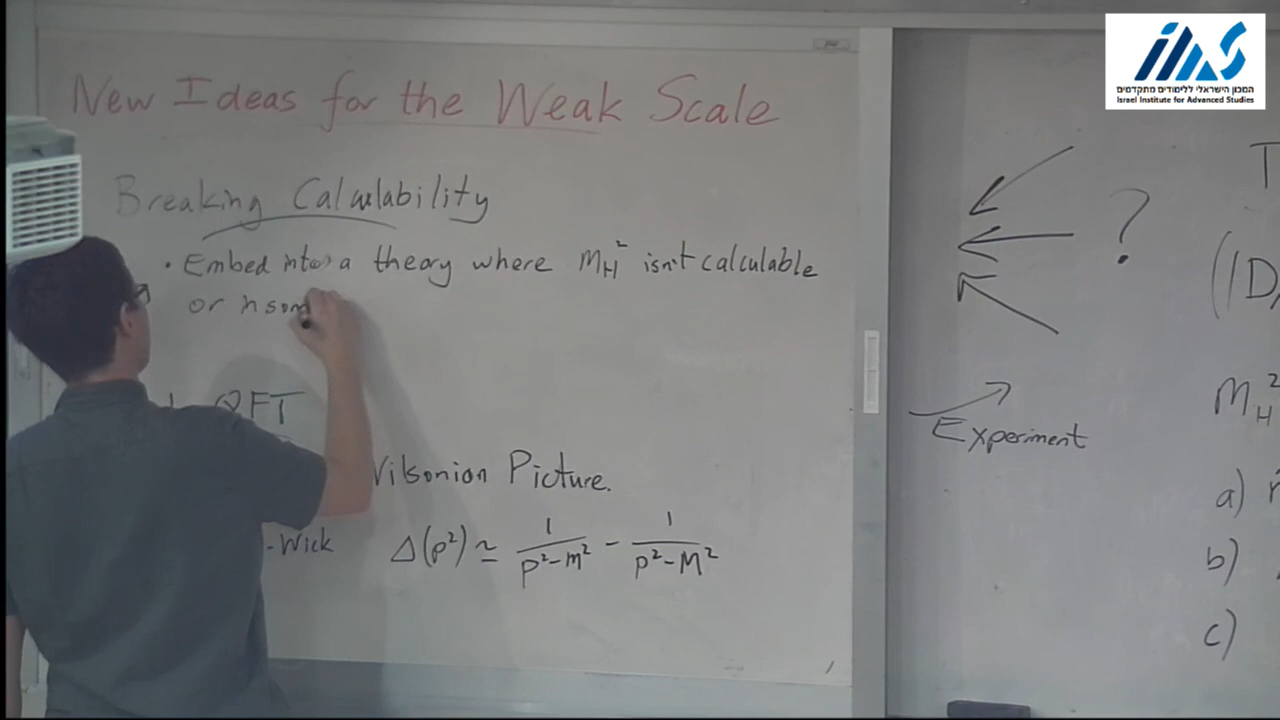 New Ideas for the Weak Scale
Breaking Calculability
• Embed into a theory where M_H² isn't calculable
or
QFT
Wilsonian Picture.
-Wick Δ(p²) ≃ 1/(p²-m²) - 1/(p²-M²)
?
Experiment
T
(ID
M_H²
a)
b)
c)
ias
המכון הישראלי ללימודים מתקדמים
Israel Institute for Advanced Studies